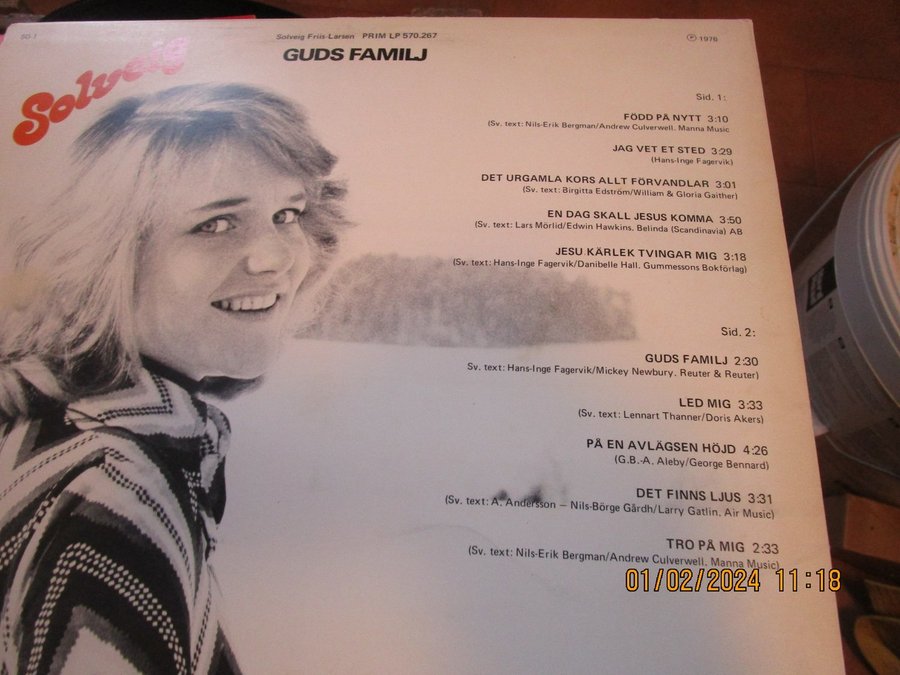 SG-1
Solveig Friis-Larsen PRIM LP 570.267
GUDS FAMILJ
℗ 1976
Solveig
Sid. 1:
FÖDD PÅ NYTT 3:10
(Sv. text: Nils-Erik Bergman/Andrew Culverwell. Manna Music
JAG VET ET STED 3:29
(Hans-Inge Fagervik)
DET URGAMLA KORS ALLT FÖRVANDLAR 3:01
(Sv. text: Birgitta Edström/William & Gloria Gaither)
EN DAG SKALL JESUS KOMMA 3:50
(Sv. text: Lars Mörlid/Edwin Hawkins. Belinda (Scandinavia) AB
JESU KÄRLEK TVINGAR MIG 3:18
(Sv. text: Hans-Inge Fagervik/Danibelle Hall. Gummessons Bokförlag)
Sid. 2:
GUDS FAMILJ 2:30
Sv. text: Hans-Inge Fagervik/Mickey Newbury. Reuter & Reuter)
LED MIG 3:33
(Sv. text: Lennart Thanner/Doris Akers)
PÅ EN AVLÄGSEN HÖJD 4:26
(G.B.-A. Aleby/George Bennard)
DET FINNS LJUS 3:31
(Sv. text: A. Andersson – Nils-Börge Gårdh/Larry Gatlin. Air Music)
TRO PÅ MIG 2:33
(Sv. text: Nils-Erik Bergman/Andrew Culverwell. Manna Music)
01/02/2024 11:18